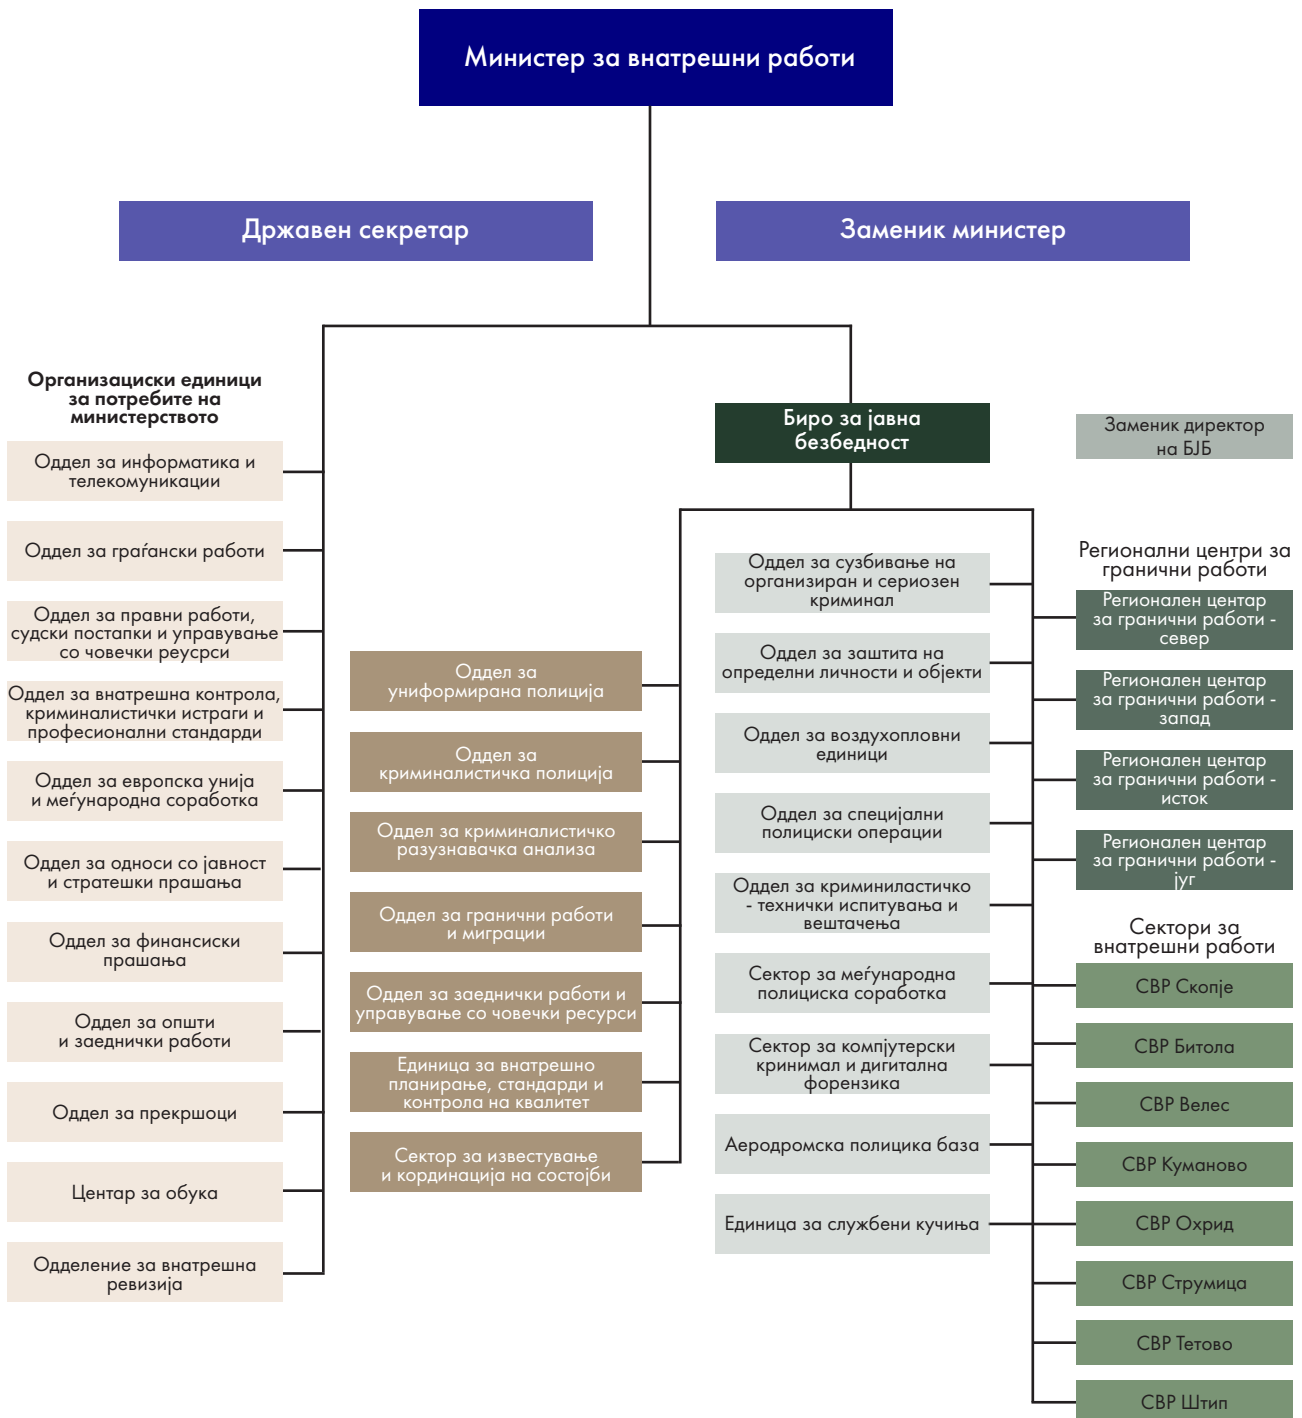 Министер за внатрешни работи
Државен секретар
Заменик министер
Организациски единици
за потребите на
министерството
Оддел за информатика и
телекомуникации
Оддел за граѓански работи
Оддел за правни работи,
судски постапки и управување
со човечки реусрси
Оддел за внатрешна контрола,
криминалистички истраги и
професионални стандарди
Оддел за европска унија
и меѓународна соработка
Оддел за односи со јавност
и стратешки прашања
Оддел за финансиски
прашања
Оддел за општи
и заеднички работи
Оддел за прекршоци
Центар за обука
Одделение за внатрешна
ревизија
Оддел за
униформирана полиција
Оддел за
криминалистичка полиција
Оддел за криминалистичко
разузнавачка анализа
Оддел за гранични работи
и миграции
Оддел за заеднички работи и
управување со човечки ресурси
Единица за внатрешно
планирање, стандарди и
контрола на квалитет
Сектор за известување
и кординација на состојби
Биро за јавна
безбедност
Оддел за сузбивање на
организиран и сериозен
криминал
Оддел за заштита на
определни личности и објекти
Оддел за воздухопловни
единици
Оддел за специјални
полициски операции
Оддел за криминиластичко
- технички испитувања и
вештачења
Сектор за меѓународна
полициска соработка
Сектор за компјутерски
кринимал и дигитална
форензика
Аеродромска полицика база
Единица за службени кучиња
Заменик директор
на БЈБ
Регионални центри за
гранични работи
Регионален центар
за гранични работи -
север
Регионален центар
за гранични работи -
запад
Регионален центар
за гранични работи -
исток
Регионален центар
за гранични работи -
југ
Сектори за
внатрешни работи
СВР Скопје
СВР Битола
СВР Велес
СВР Куманово
СВР Охрид
СВР Струмица
СВР Тетово
СВР Штип